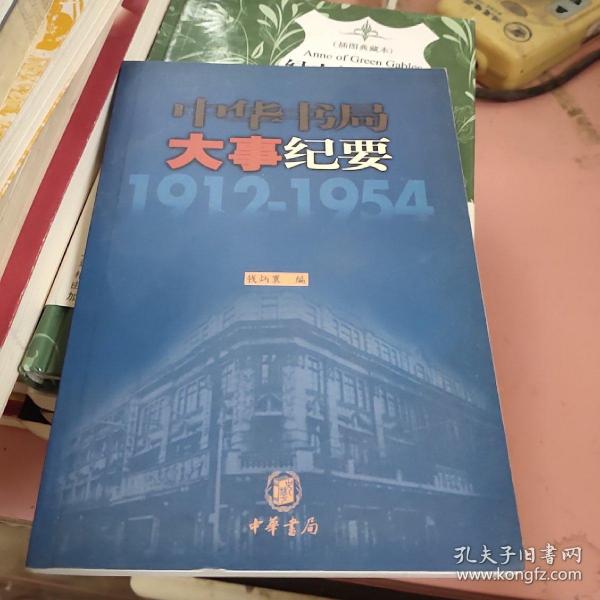 （插图典藏本）
Anne of Green Gables
中华书局
大事纪要
1912-1954
钱炳寰 编
中華書局
孔夫子旧书网
www.kongfz.com